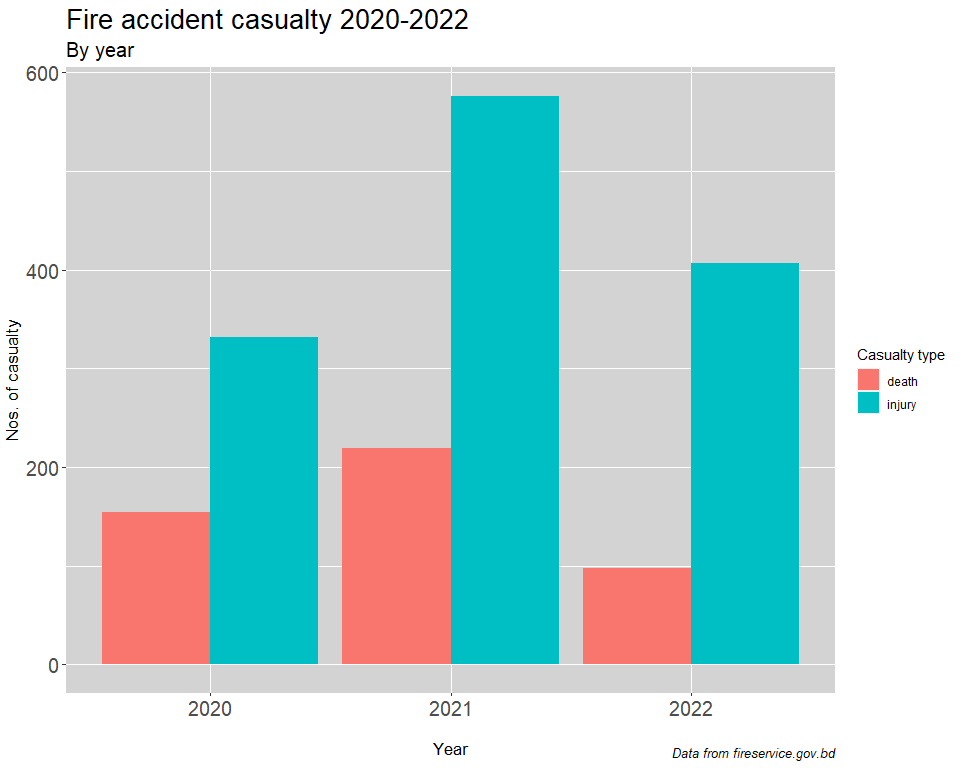 Fire accident casualty 2020-2022
By year
600
400
200
0
Nos. of casualty
2020 2021 2022
Year
Casualty type
death
injury
Data from fireservice.gov.bd